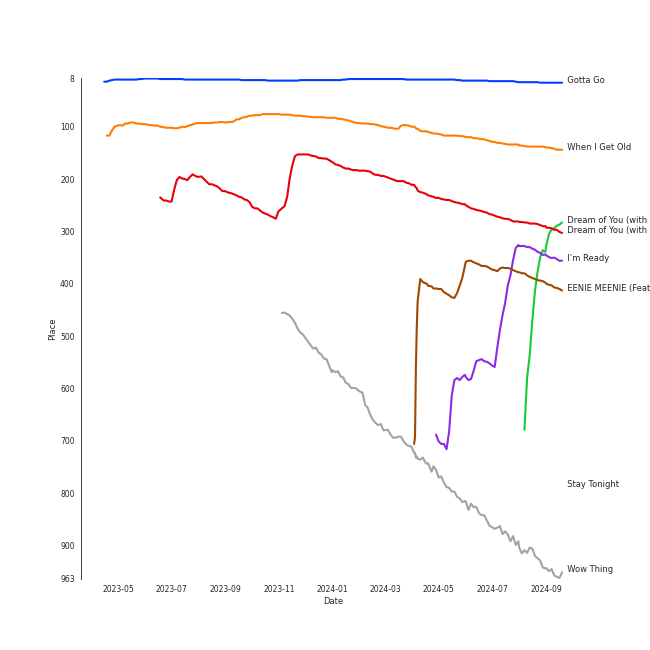 8
100
200
300
400
500
600
700
800
900
963
Place
2023-05
2023-07
2023-09
2023-11
2024-01
2024-03
2024-05
2024-07
2024-09
Date
Gotta Go
When I Get Old
Dream of You (with
Dream of You (with
I'm Ready
EENIE MEENIE (Feat
Stay Tonight
Wow Thing